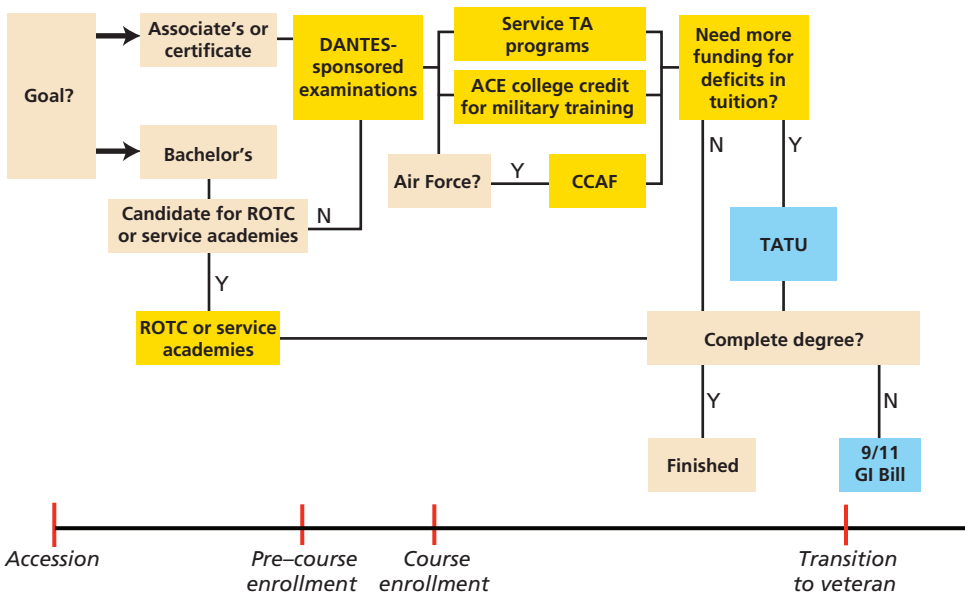 Goal?
Associate's or
certificate
Bachelor's
Candidate for ROTC
or service academies
N
Y
ROTC or service
academies
DANTES-
sponsored
examinations
Service TA
programs
ACE college credit
for military training
Air Force?
Y
CCAF
Need more
funding for
deficits in
tuition?
N
Y
TATU
Complete degree?
Y
N
Finished
9/11
GI Bill
Accession
Pre–course
enrollment
Course
enrollment
Transition
to veteran